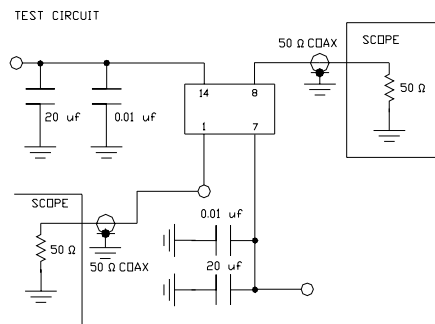 TEST CIRCUIT
50 Ω COAX
SCOPE
14
8
50 Ω
20 uf
0.01 uf
1
7
SCOPE
0.01 uf
50 Ω
50 Ω COAX
20 uf